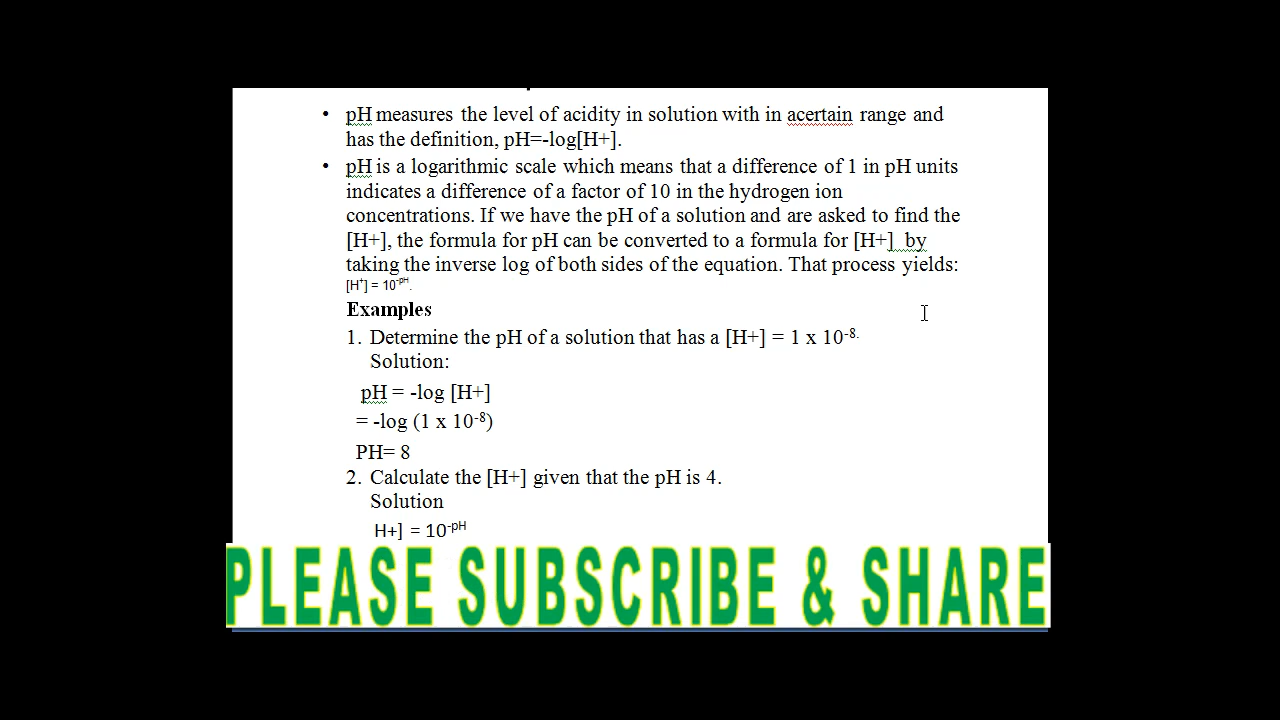 • pH measures the level of acidity in solution with in acertain range and
has the definition, pH=-log[H+].
• pH is a logarithmic scale which means that a difference of 1 in pH units
indicates a difference of a factor of 10 in the hydrogen ion
concentrations. If we have the pH of a solution and are asked to find the
[H+], the formula for pH can be converted to a formula for [H+] by
taking the inverse log of both sides of the equation. That process yields:
[H⁺] = 10⁻ᵖᴴ.
Examples
1. Determine the pH of a solution that has a [H+] = 1 x 10⁻⁸·
Solution:
pH = -log [H+]
= -log (1 x 10⁻⁸)
PH= 8
2. Calculate the [H+] given that the pH is 4.
Solution
H+] = 10⁻ᵖᴴ
PLEASE SUBSCRIBE & SHARE